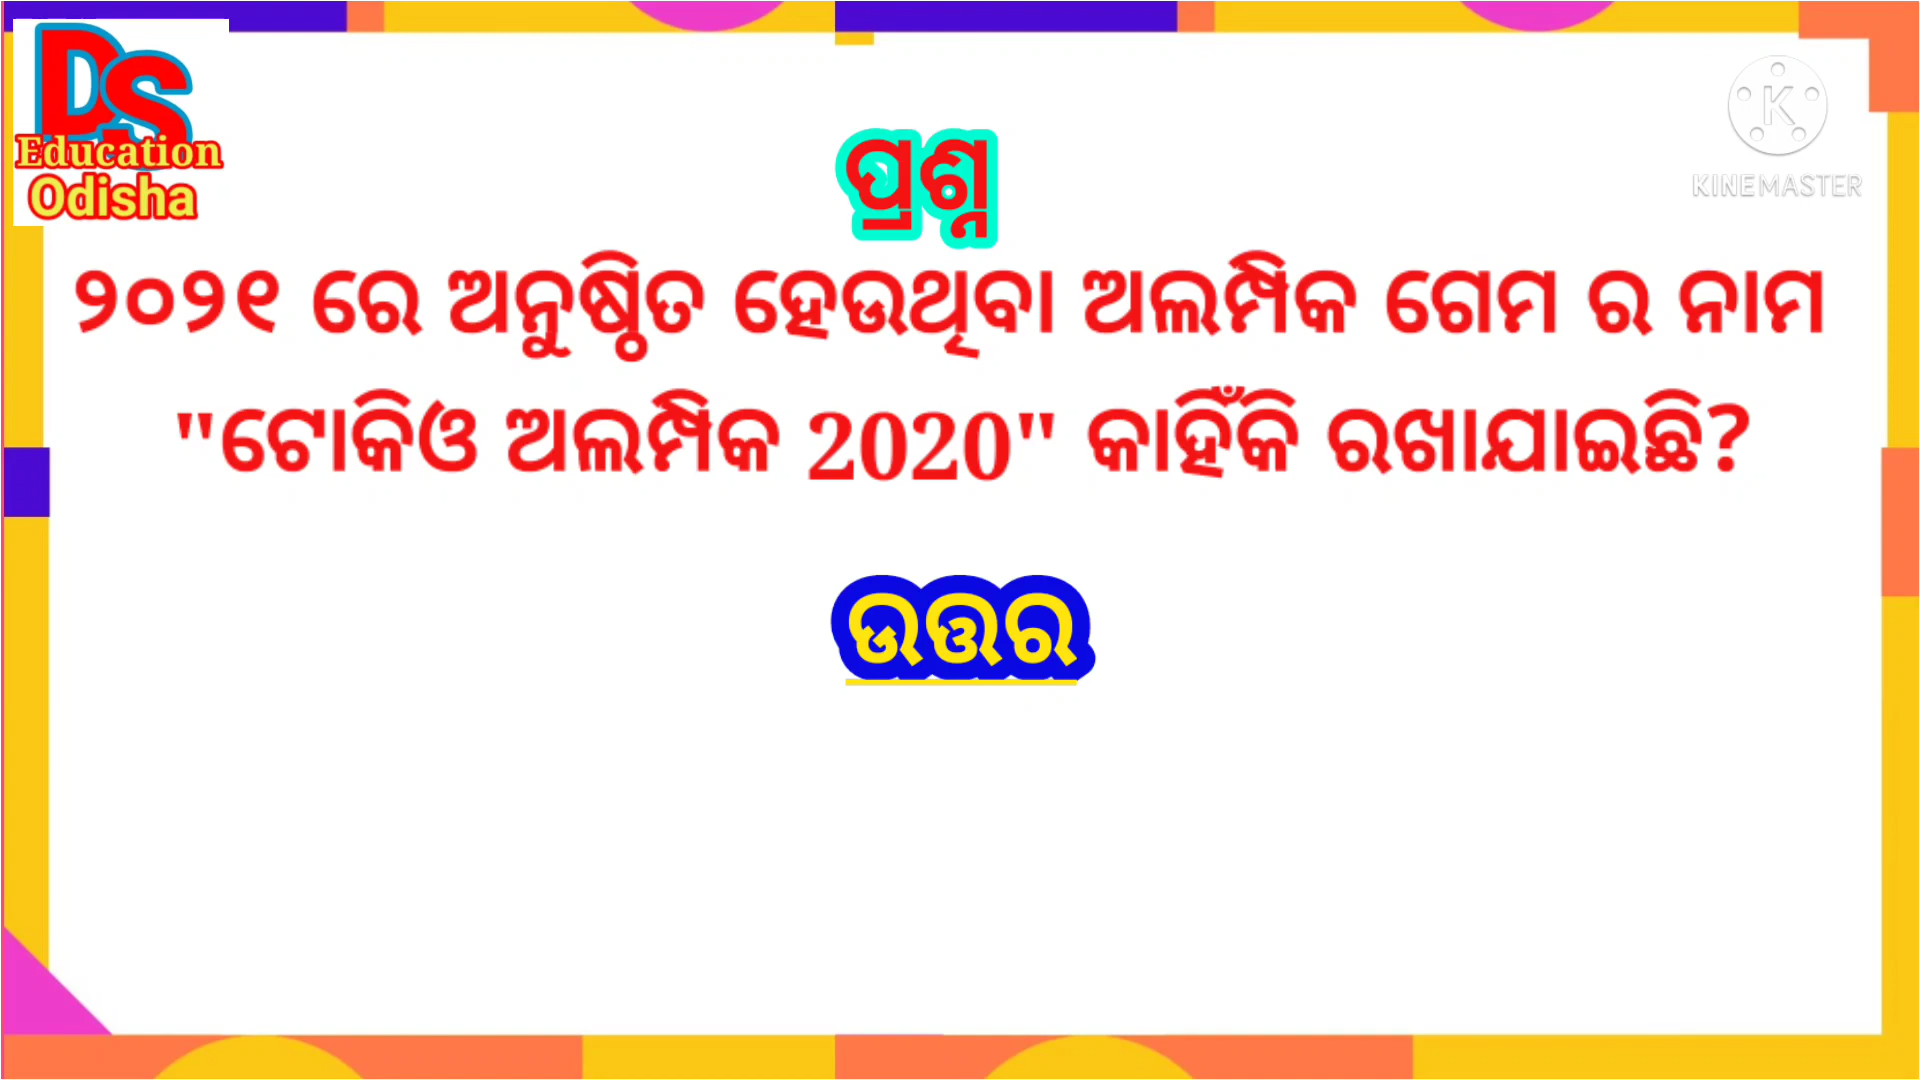 DS
Education
Odisha
KINEMASTER
ପ୍ରଶ୍ନ
୨୦୨୧ ରେ ଅନୁଷ୍ଠିତ ହେଉଥିବା ଅଲମ୍ପିକ ଗେମ ର ନାମ
"ଟୋକିଓ ଅଲମ୍ପିକ 2020" କାହିଁକି ରଖାଯାଇଛି?
ଉତ୍ତର